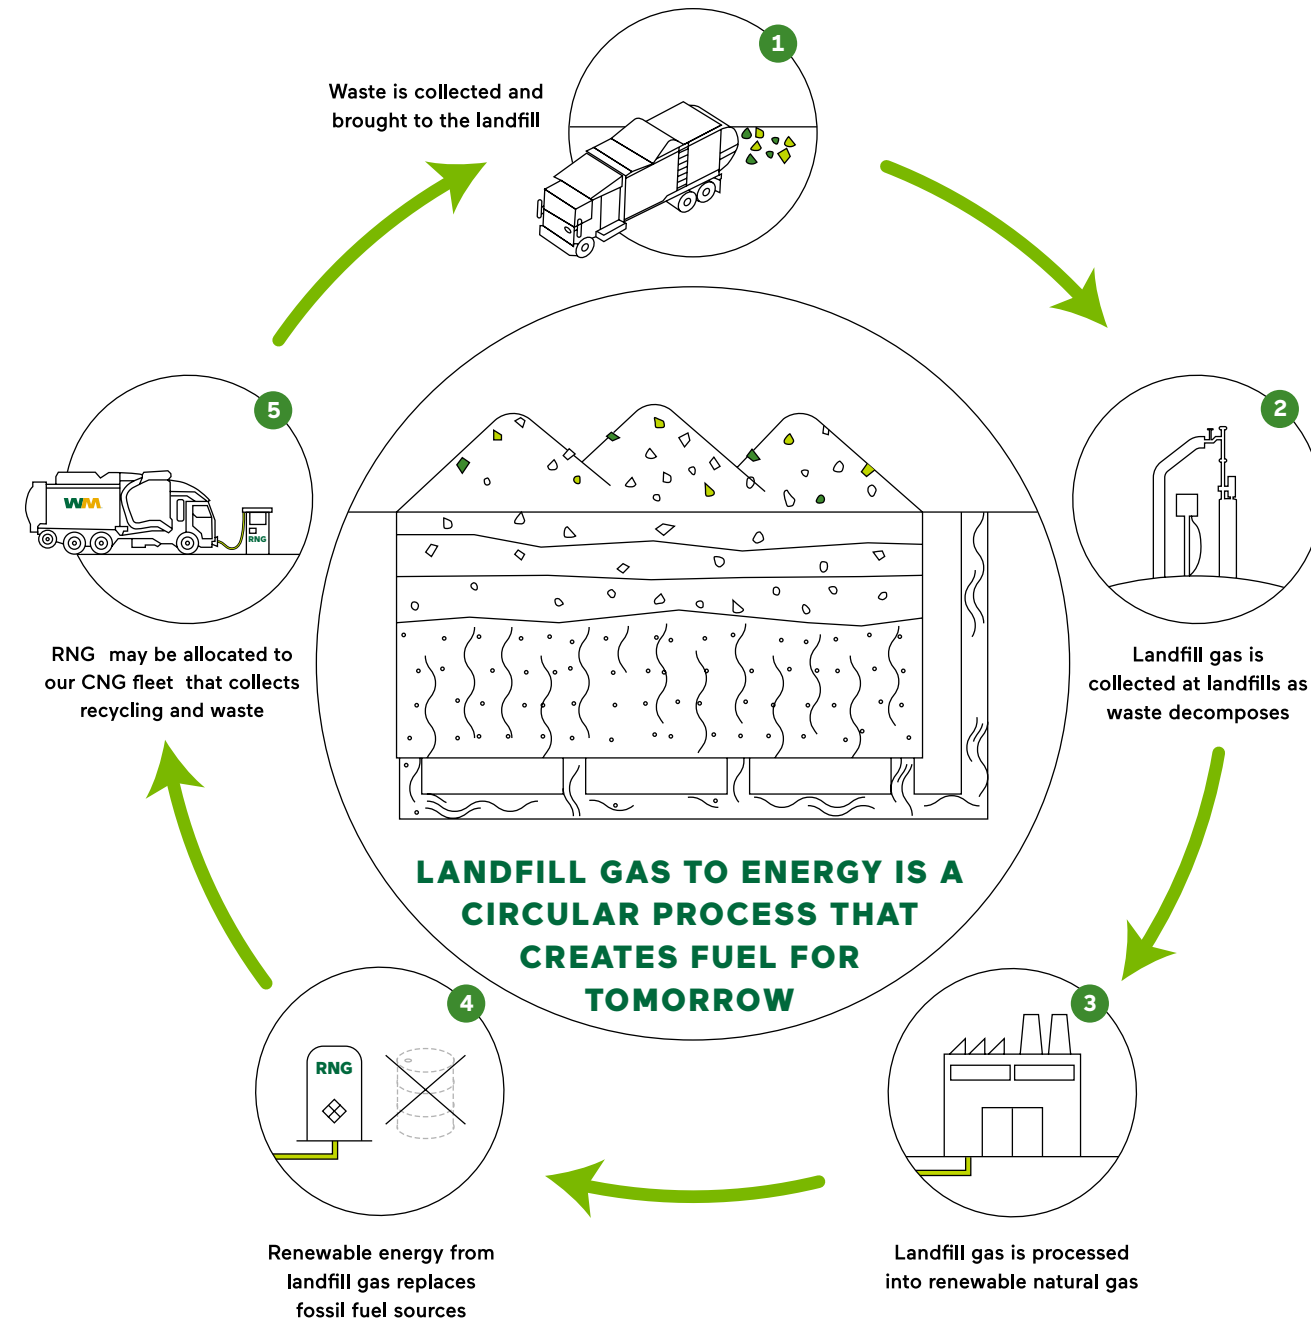 1
Waste is collected and
brought to the landfill
2
Landfill gas is
collected at landfills as
waste decomposes
3
Landfill gas is processed
into renewable natural gas
4
RNG
Renewable energy from
landfill gas replaces
fossil fuel sources
5
WM
RNG
RNG may be allocated to
our CNG fleet that collects
recycling and waste
LANDFILL GAS TO ENERGY IS A
CIRCULAR PROCESS THAT
CREATES FUEL FOR
TOMORROW